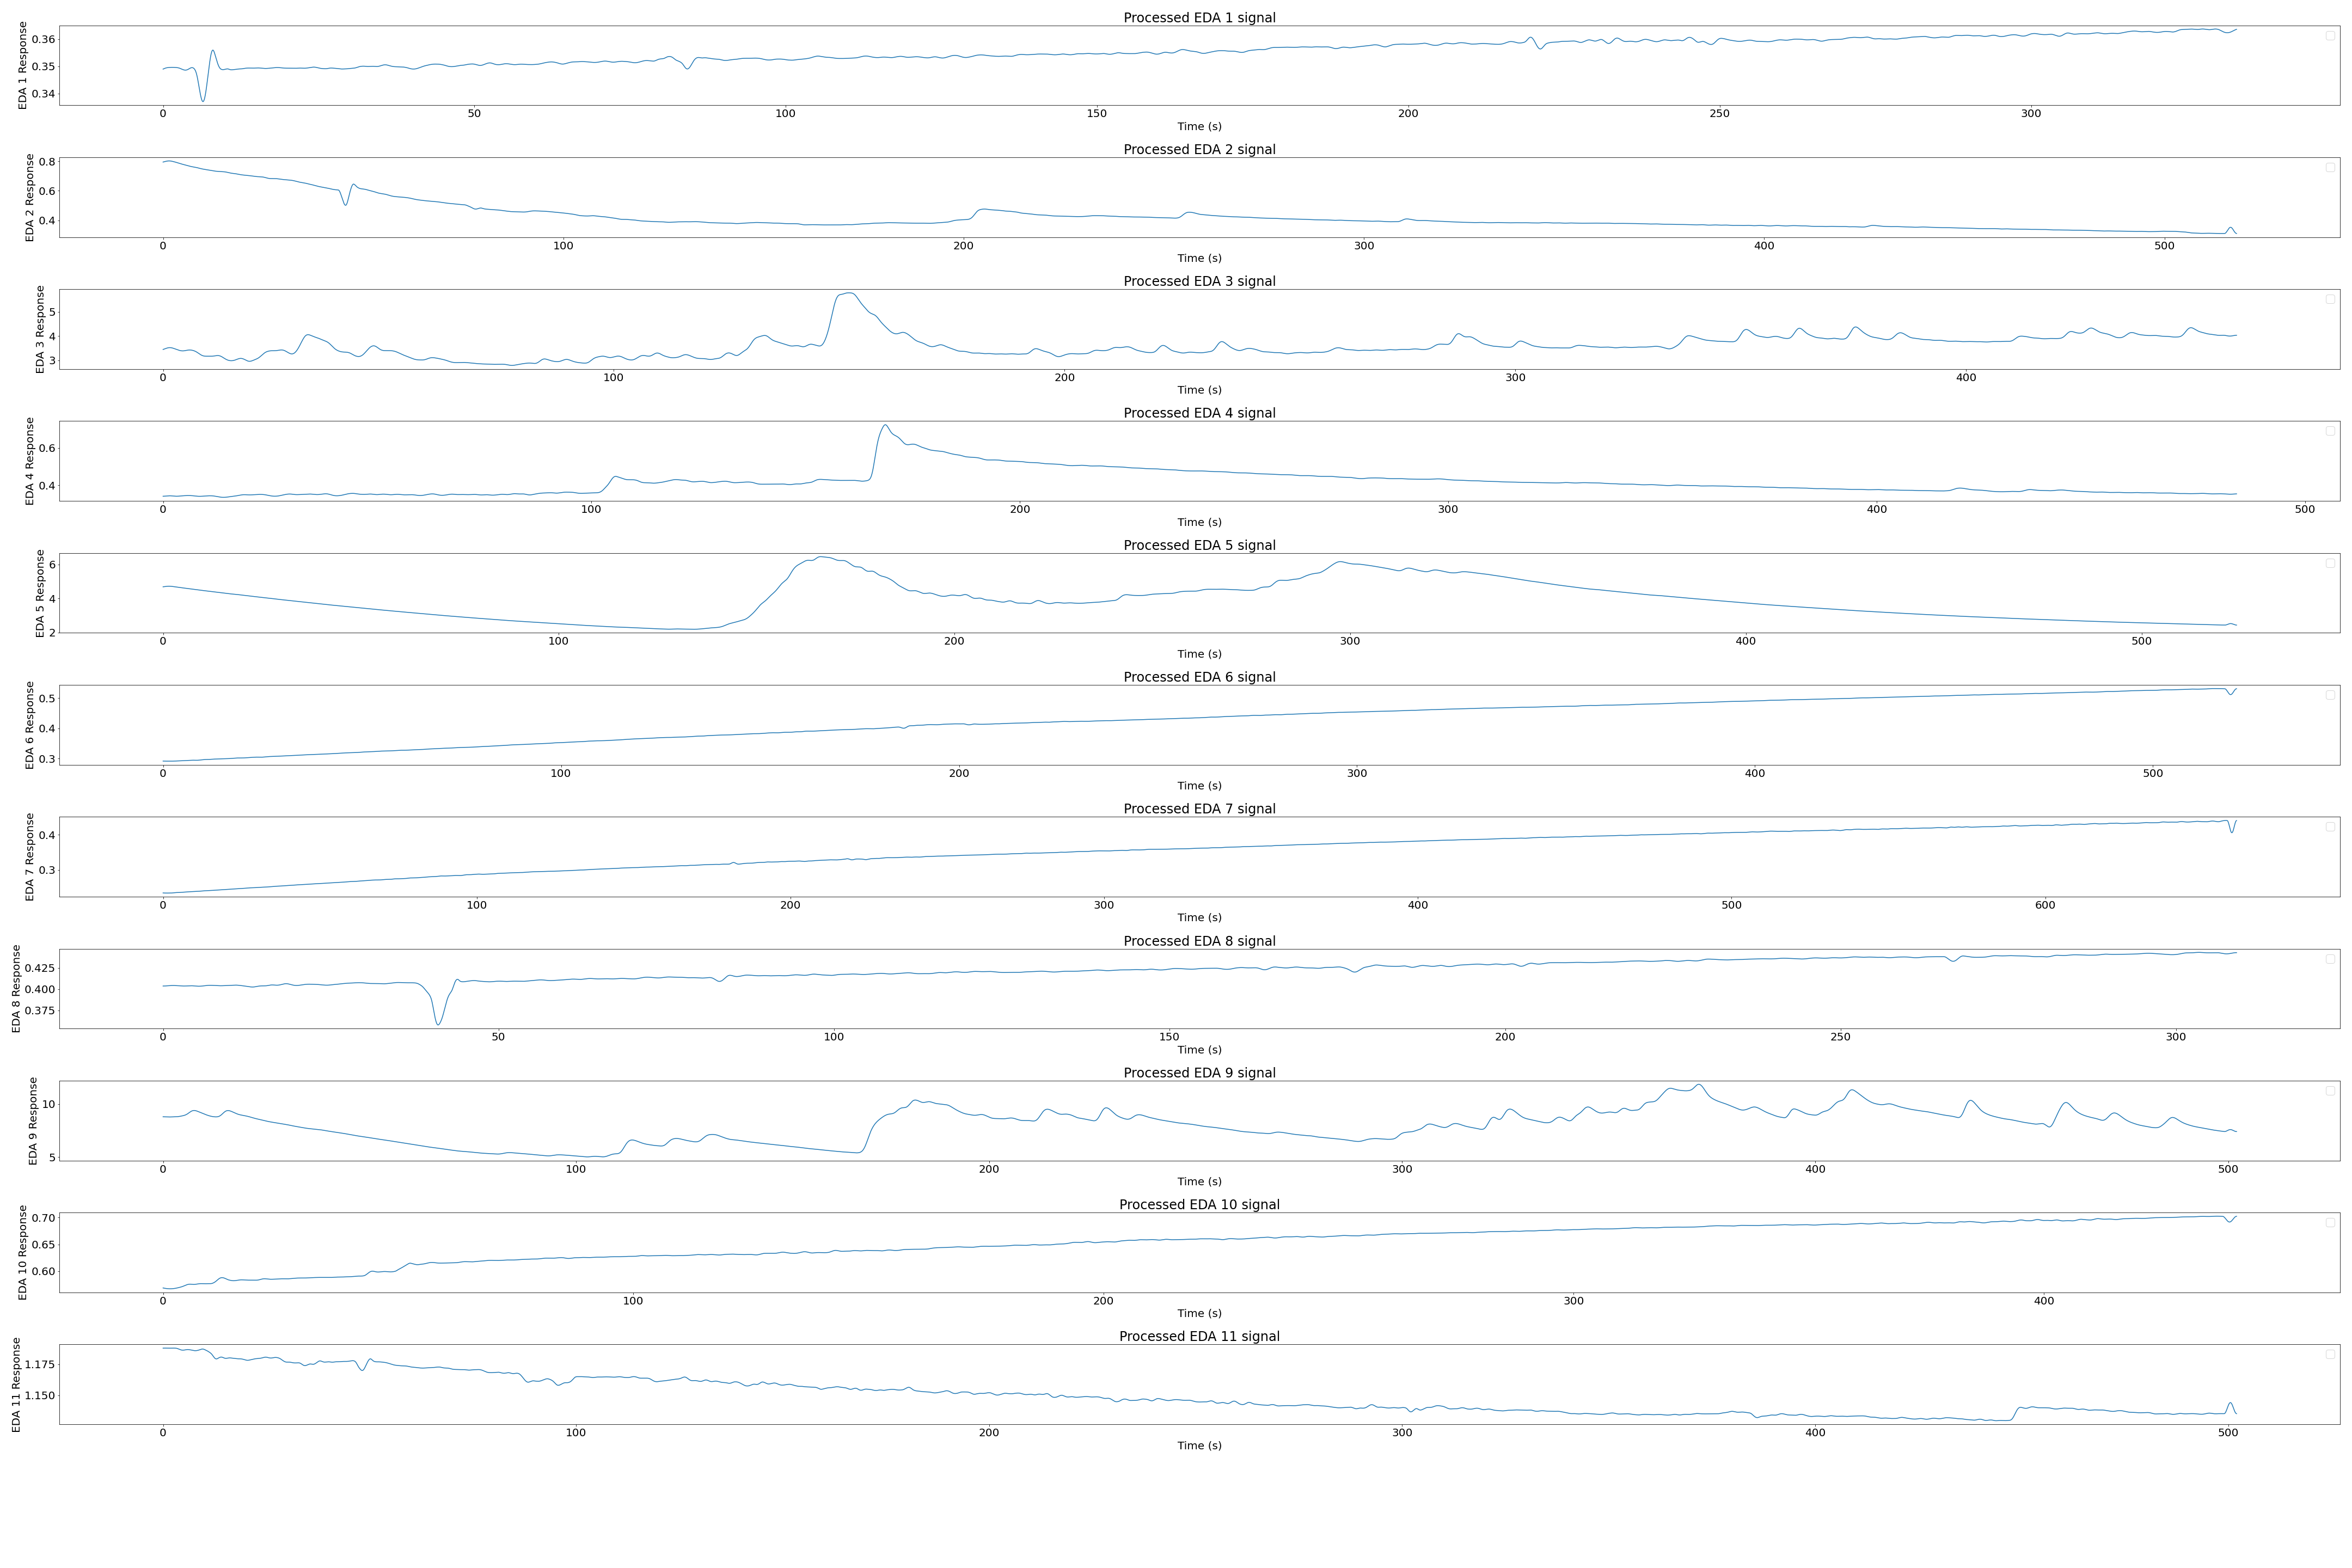 Processed EDA 1 signal
EDA 1 Response
0.36
0.35
0.34
0 50 100 150 200 250 300
Time (s)
Processed EDA 2 signal
EDA 2 Response
0.8
0.6
0.4
0 100 200 300 400 500
Time (s)
Processed EDA 3 signal
EDA 3 Response
5
4
3
0 100 200 300 400
Time (s)
Processed EDA 4 signal
EDA 4 Response
0.6
0.4
0 100 200 300 400 500
Time (s)
Processed EDA 5 signal
EDA 5 Response
6
4
2
0 100 200 300 400 500
Time (s)
Processed EDA 6 signal
EDA 6 Response
0.5
0.4
0.3
0 100 200 300 400 500
Time (s)
Processed EDA 7 signal
EDA 7 Response
0.4
0.3
0 100 200 300 400 500 600
Time (s)
Processed EDA 8 signal
EDA 8 Response
0.425
0.400
0.375
0 50 100 150 200 250 300
Time (s)
Processed EDA 9 signal
EDA 9 Response
10
5
0 100 200 300 400 500
Time (s)
Processed EDA 10 signal
EDA 10 Response
0.70
0.65
0.60
0 100 200 300 400
Time (s)
Processed EDA 11 signal
EDA 11 Response
1.175
1.150
0 100 200 300 400 500
Time (s)